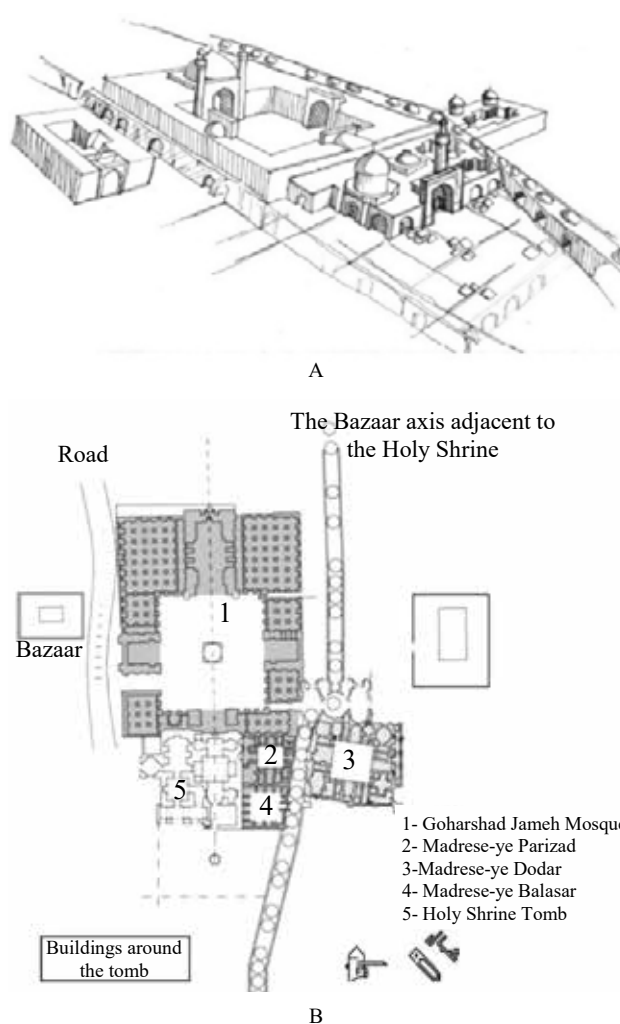 A
The Bazaar axis adjacent to
the Holy Shrine
Road
1
Bazaar
2
3
5
4
1- Goharshad Jameh Mosque
2- Madrese-ye Parizad
3-Madrese-ye Dodar
4- Madrese-ye Balasar
5- Holy Shrine Tomb
Buildings around
the tomb
B